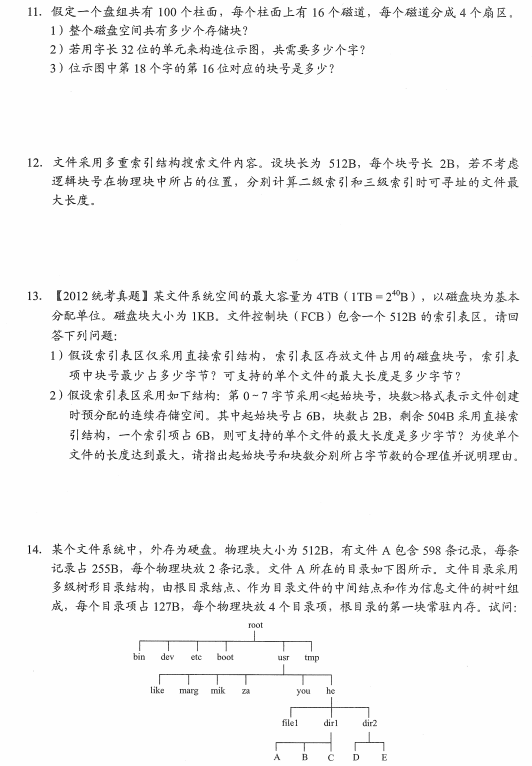 11. 假定一个盘组共有 100 个柱面，每个柱面上有 16 个磁道，每个磁道分成 4 个扇区。
1）整个磁盘空间共有多少个存储块？
2）若用字长 32 位的单元来构造位示图，共需要多少个字？
3）位示图中第 18 个字的第 16 位对应的块号是多少？
12. 文件采用多重索引结构搜索文件内容。设块长为 512B，每个块号长 2B，若不考虑
逻辑块号在物理块中所占的位置，分别计算二级索引和三级索引时可寻址的文件最
大长度。
13. 【2012 统考真题】某文件系统空间的最大容量为 4TB（1TB = 2⁴⁰B），以磁盘块为基本
分配单位。磁盘块大小为 1KB。文件控制块（FCB）包含一个 512B 的索引表区。请回
答下列问题：
1）假设索引表区仅采用直接索引结构，索引表区存放文件占用的磁盘块号，索引表
项中块号最少占多少字节？可支持的单个文件的最大长度是多少字节？
2）假设索引表区采用如下结构：第 0~7 字节采用<起始块号，块数>格式表示文件创建
时预分配的连续存储空间。其中起始块号占 6B，块数占 2B，剩余 504B 采用直接索
引结构，一个索引项占 6B，则可支持的单个文件的最大长度是多少字节？为使单个
文件的长度达到最大，请指出起始块号和块数分别所占字节数的合理值并说明理由。
14. 某个文件系统中，外存为硬盘。物理块大小为 512B，有文件 A 包含 598 条记录，每条
记录占 255B，每个物理块放 2 条记录。文件 A 所在的目录如下图所示。文件目录采用
多级树形目录结构，由根目录结点、作为目录文件的中间结点和作为信息文件的树叶组
成，每个目录项占 127B，每个物理块放 4 个目录项，根目录的第一块常驻内存。试问：
root
bin dev etc boot usr tmp
like marg mik za you he
file1 dir1 dir2
A B C D E